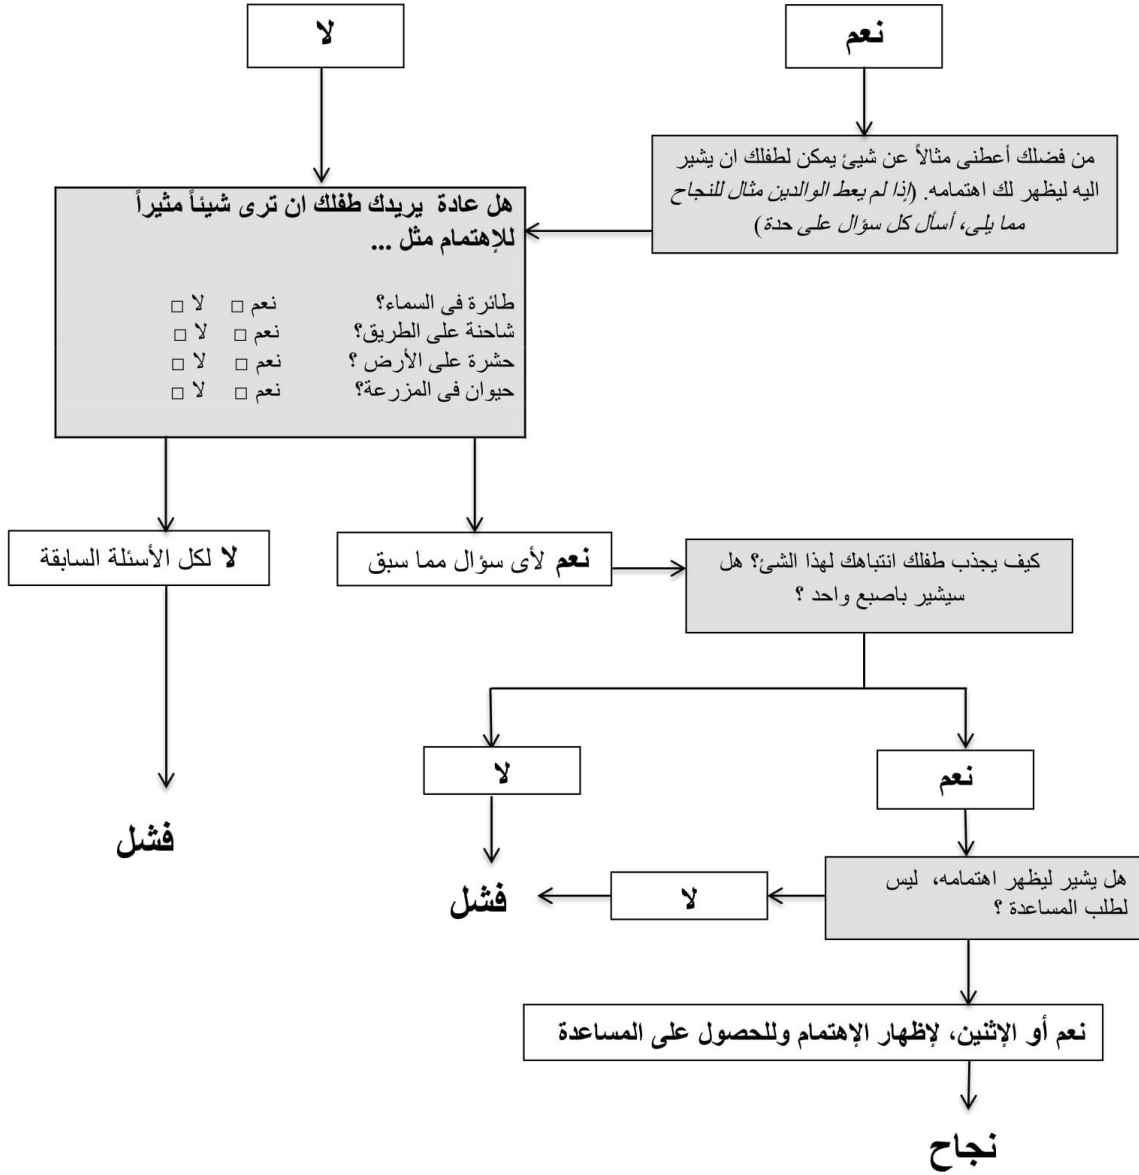 نعم
لا
من فضلك أعطنى مثالاً عن شيئ يمكن لطفلك ان يشير
اليه ليظهر لك اهتمامه. (إذا لم يعط الوالدين مثال للنجاح
مما يلى، أسأل كل سؤال على حدة)
هل عادة يريدك طفلك ان ترى شيئاً مثيراً
للإهتمام مثل ...
طائرة فى السماء؟ نعم □ لا □
شاحنة على الطريق؟ نعم □ لا □
حشرة على الأرض ؟ نعم □ لا □
حيوان فى المزرعة؟ نعم □ لا □
نعم لأى سؤال مما سبق
لا لكل الأسئلة السابقة
كيف يجذب طفلك انتباهك لهذا الشئ؟ هل
سيشير باصبع واحد ؟
نعم
لا
فشل
هل يشير ليظهر اهتمامه، ليس
لطلب المساعدة ؟
لا
فشل
نعم أو الإثنين، لإظهار الإهتمام وللحصول على المساعدة
نجاح